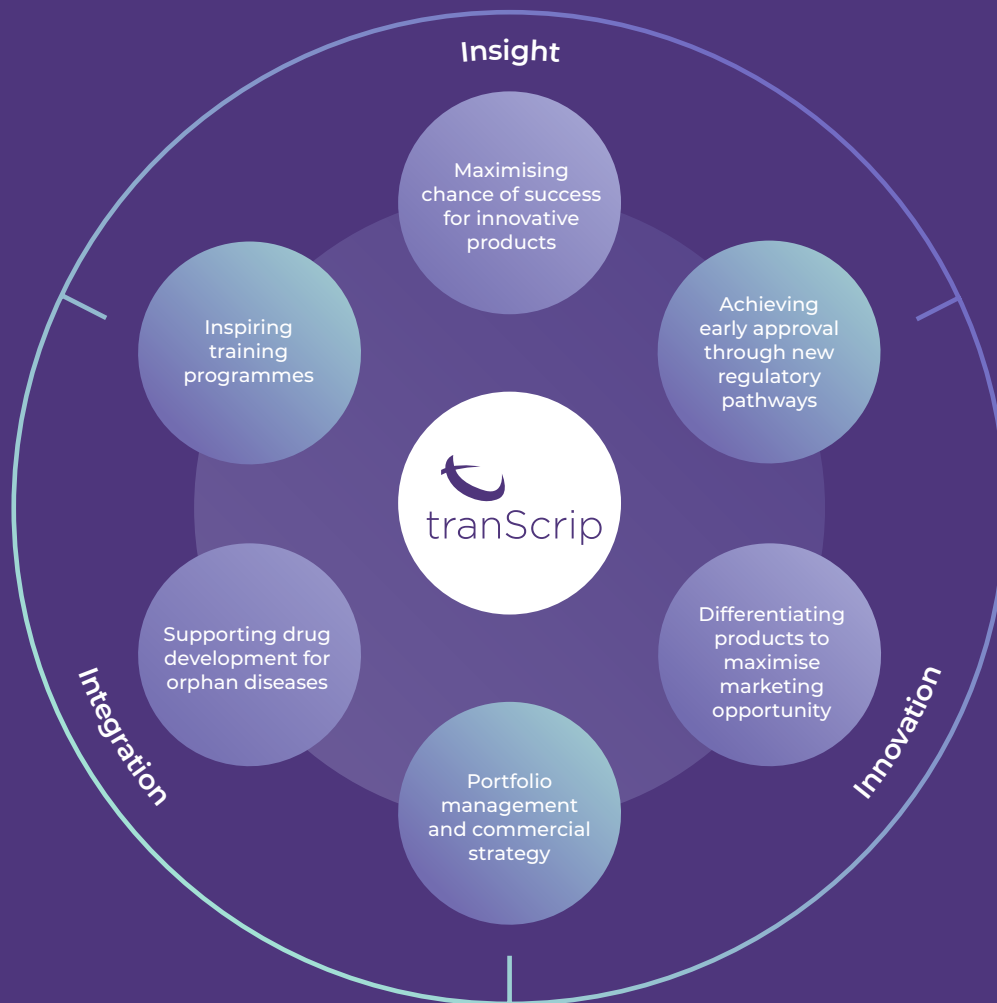 Insight
Maximising
chance of success
for innovative
products
Inspiring
training
programmes
Achieving
early approval
through new
regulatory
pathways
tranScrip
Supporting drug
development for
orphan diseases
Differentiating
products to
maximise
marketing
opportunity
Integration
Innovation
Portfolio
management
and commercial
strategy